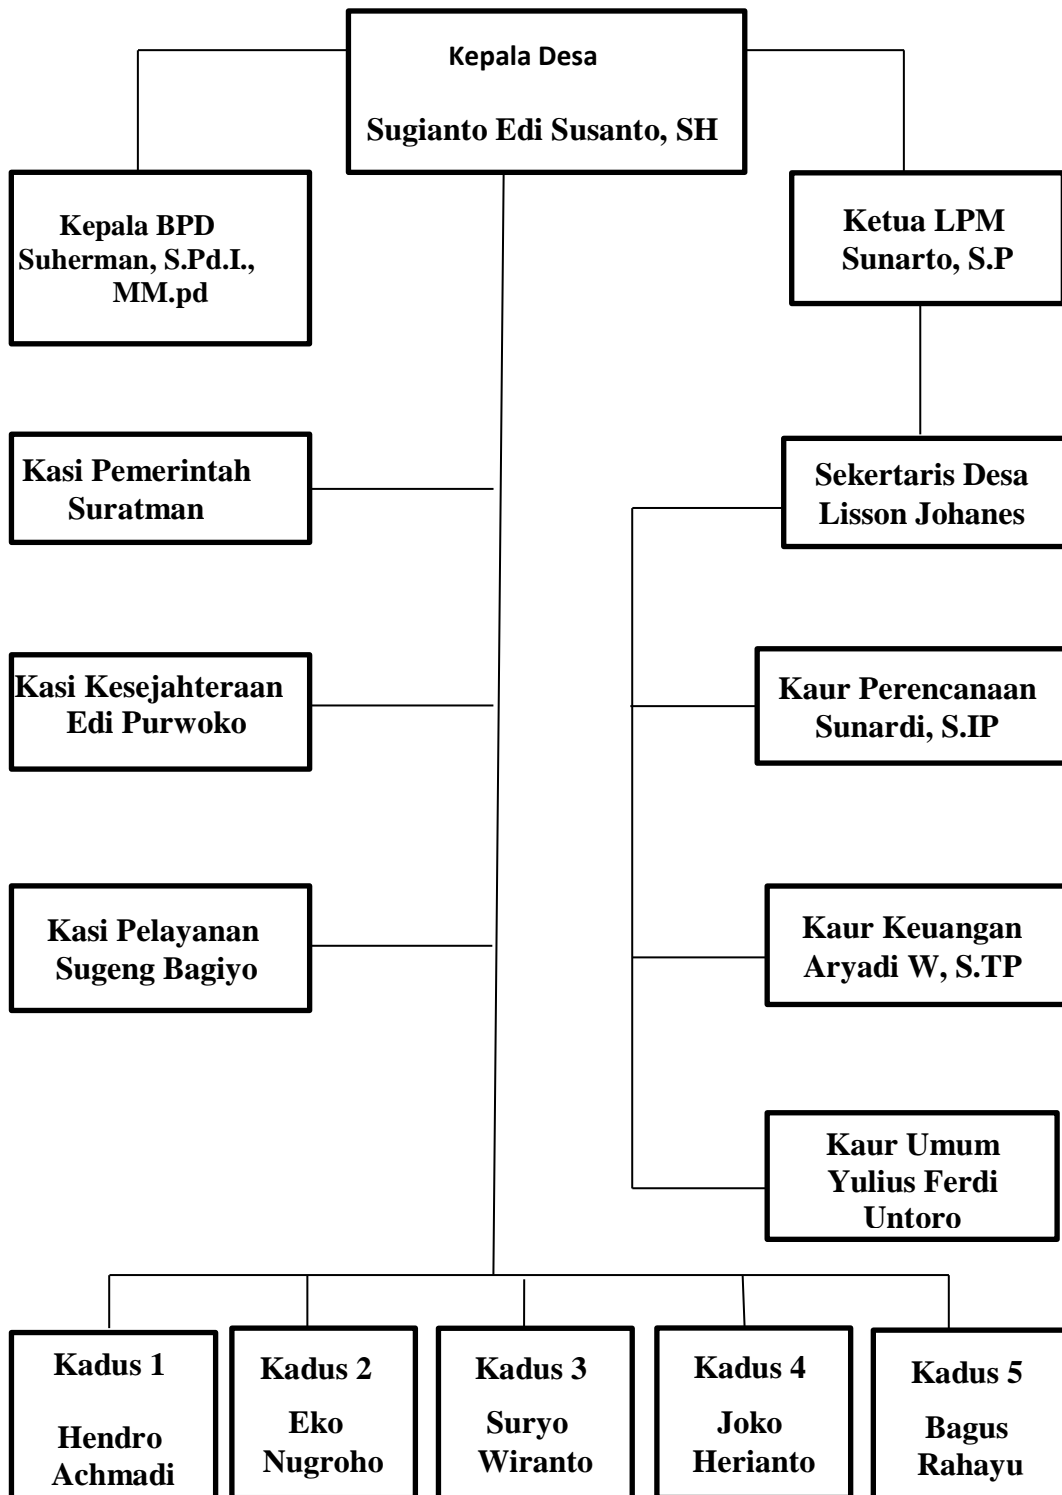 Kepala Desa
Sugianto Edi Susanto, SH
Kepala BPD
Suherman, S.Pd.I.,
MM.pd
Ketua LPM
Sunarto, S.P
Kasi Pemerintah
Suratman
Sekertaris Desa
Lisson Johanes
Kasi Kesejahteraan
Edi Purwoko
Kaur Perencanaan
Sunardi, S.IP
Kasi Pelayanan
Sugeng Bagiyo
Kaur Keuangan
Aryadi W, S.TP
Kaur Umum
Yulius Ferdi
Untoro
Kadus 1
Hendro
Achmadi
Kadus 2
Eko
Nugroho
Kadus 3
Suryo
Wiranto
Kadus 4
Joko
Herianto
Kadus 5
Bagus
Rahayu